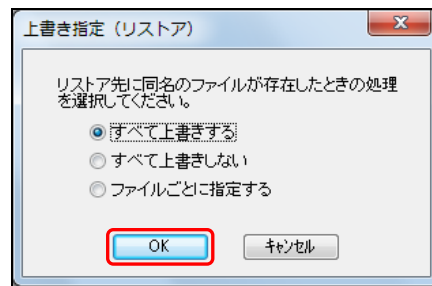 上書き指定（リストア）
リストア先に同名のファイルが存在したときの処理
を選択してください。
すべて上書きする
すべて上書きしない
ファイルごとに指定する
OK キャンセル